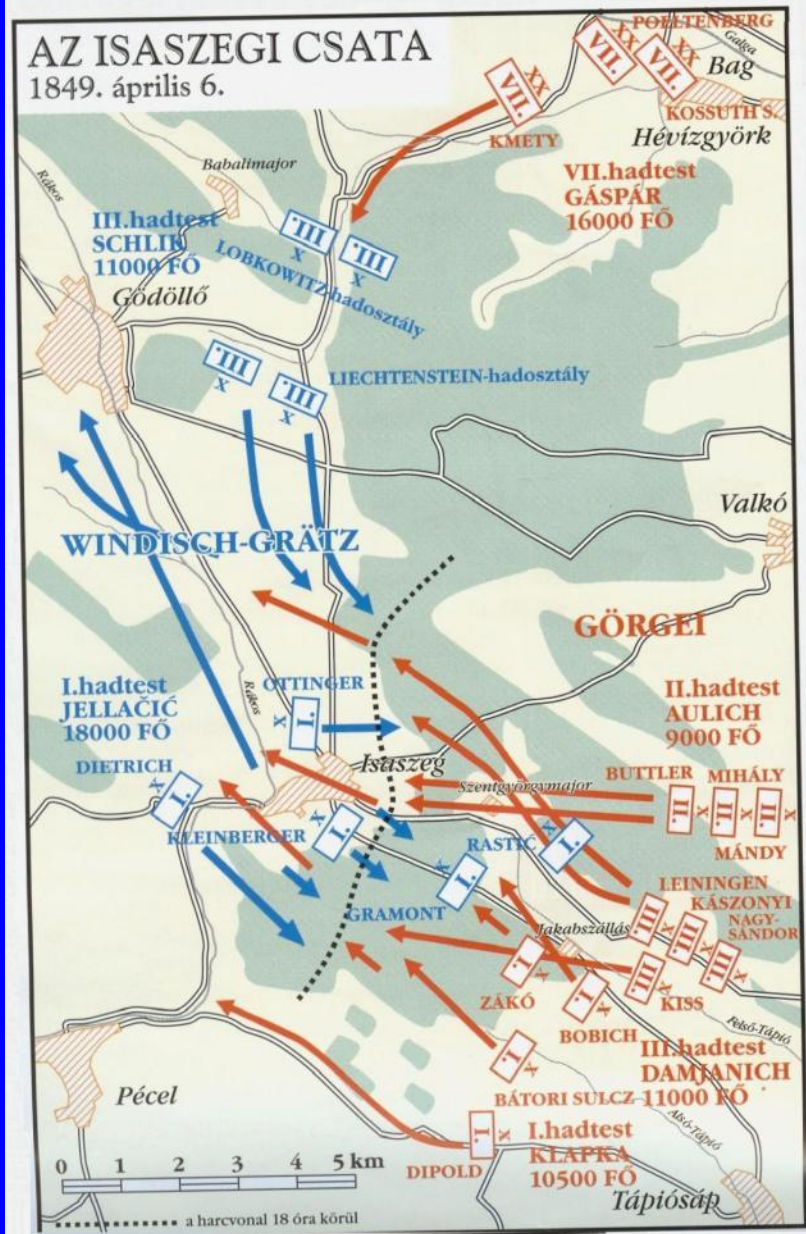 AZ ISASZEGI CSATA
1849. április 6.
POELTENBERG
Galga
XX
XX
XX
VII.
VII.
VII.
Bag
KOSSUTH S.
KMETY
Hévízgyörk
Babalimajor
Rákos
VII.hadtest
GÁSPÁR
16000 FŐ
III.hadtest
SCHLIK
11000 FŐ
III.
X
III.
X
LOBKOWITZ-hadosztály
Gödöllő
III.
X
III.
X
LIECHTENSTEIN-hadosztály
Valkó
WINDISCH-GRÄTZ
GÖRGEI
I.hadtest
JELLAČIĆ
18000 FŐ
Rákos
OTTINGER
I.
X
II.hadtest
AULICH
9000 FŐ
DIETRICH
X
I.
Isaszeg
Szentgyörgymajor
BUTTLER
MIHÁLY
II.
X
II.
X
II.
X
MÁNDY
KLEINBERGER
X
I.
RASTIĆ
X
I.
X
I.
GRAMONT
LEININGEN
KÁSZONYI
NAGY-
SÁNDOR
III.
X
III.
X
III.
X
Jakabszállás
I.
X
ZÁKÓ
I.
X
BOBICH
III.
X
KISS
Felső-Tápió
III.hadtest
DAMJANICH
11000 FŐ
I.
X
BÁTORI SULCZ
Alsó-Tápió
Pécel
I.hadtest
KLAPKA
10500 FŐ
I.
X
DIPOLD
Tápiósáp
0 1 2 3 4 5 km
a harcvonal 18 óra körül